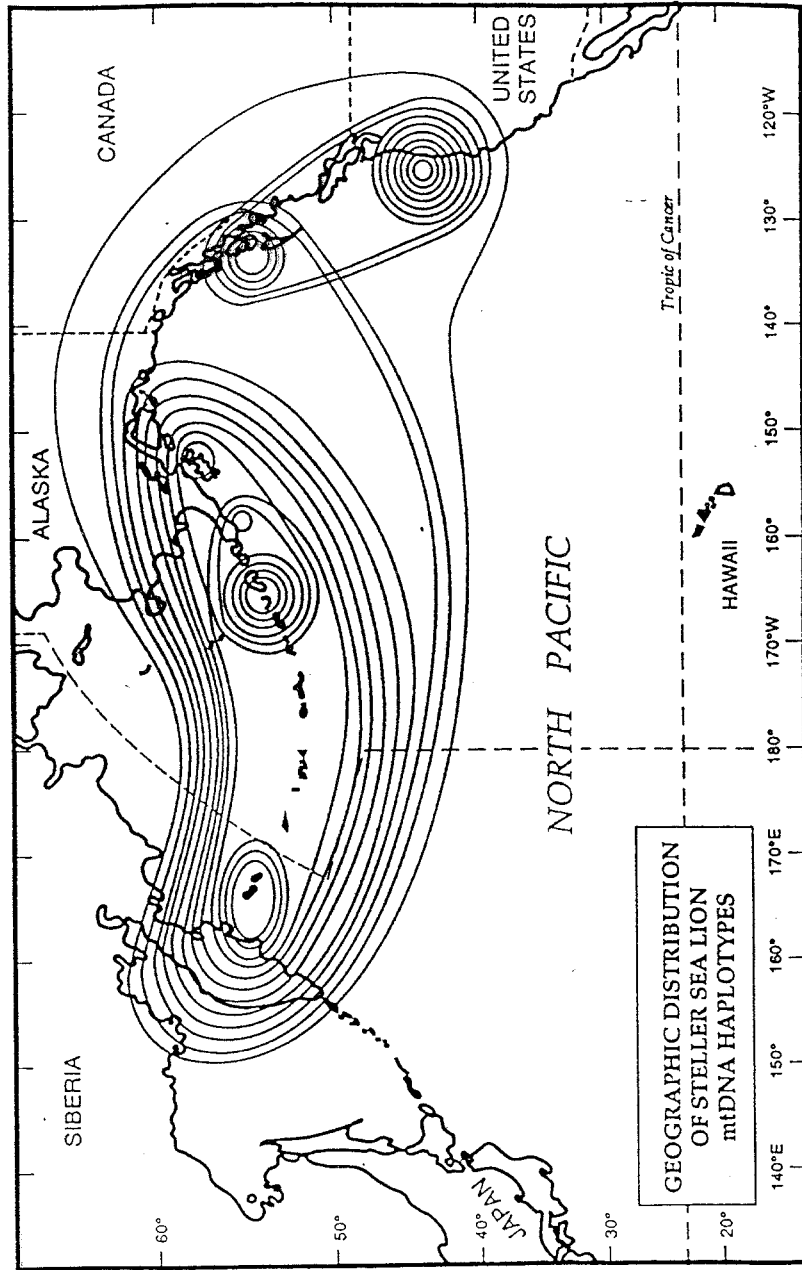 SIBERIA
ALASKA
CANADA
UNITED
STATES
JAPAN
NORTH PACIFIC
HAWAII
Tropic of Cancer
GEOGRAPHIC DISTRIBUTION
OF STELLER SEA LION
mtDNA HAPLOTYPES
60°
50°
40°
30°
20°
140°E
150°
160°
170°E
180°
170°W
160°
150°
140°
130°
120°W